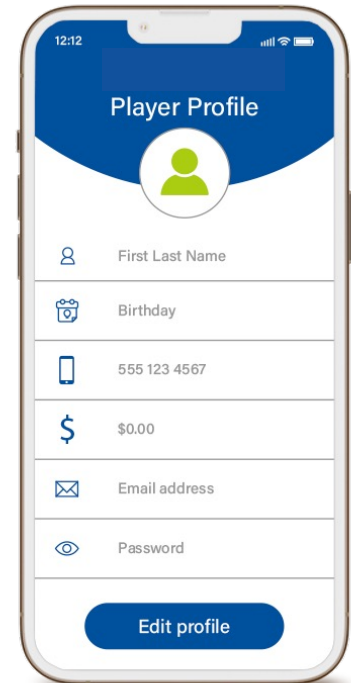 12:12
Player Profile
First Last Name
Birthday
555 123 4567
$
$0.00
Email address
Password
Edit profile